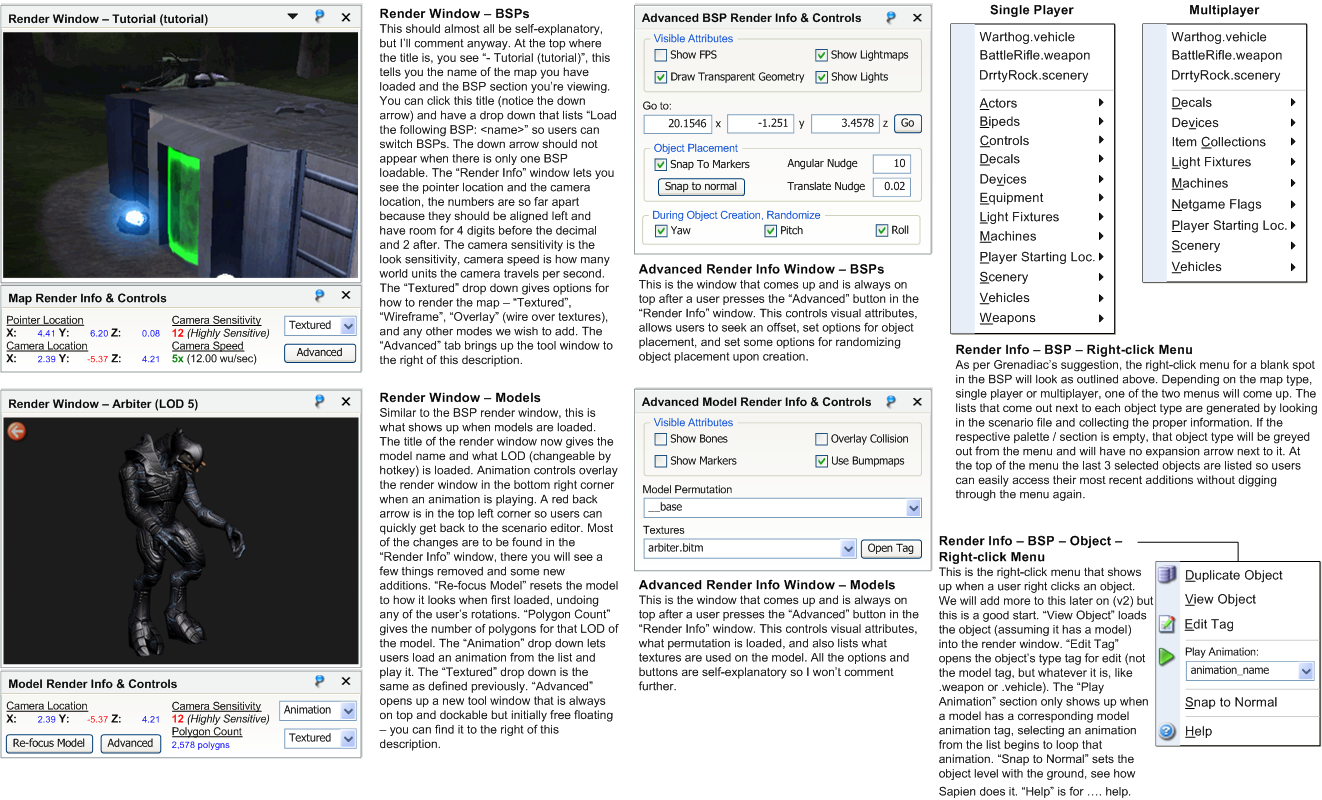 Render Window – Tutorial (tutorial)
Map Render Info & Controls
Pointer Location
X: 4.41 Y: 6.20 Z: 0.08
Camera Location
X: 2.39 Y: -5.37 Z: 4.21
Camera Sensitivity
12 (Highly Sensitive)
Camera Speed
5x (12.00 wu/sec)
Textured
Advanced
Render Window – BSPs
This should almost all be self-explanatory,
but I'll comment anyway. At the top where
the title is, you see “- Tutorial (tutorial)”, this
tells you the name of the map you have
loaded and the BSP section you’re viewing.
You can click this title (notice the down
arrow) and have a drop down that lists “Load
the following BSP: <name>” so users can
switch BSPs. The down arrow should not
appear when there is only one BSP
loadable. The “Render Info” window lets you
see the pointer location and the camera
location, the numbers are so far apart
because they should be aligned left and
have room for 4 digits before the decimal
and 2 after. The camera sensitivity is the
look sensitivity, camera speed is how many
world units the camera travels per second.
The “Textured” drop down gives options for
how to render the map – “Textured”,
“Wireframe”, “Overlay” (wire over textures),
and any other modes we wish to add. The
“Advanced” tab brings up the tool window to
the right of this description.
Advanced BSP Render Info & Controls
Visible Attributes
Show FPS
Show Lightmaps
Draw Transparent Geometry
Show Lights
Go to:
20.1546 x -1.251 y 3.4578 z Go
Object Placement
Snap To Markers
Angular Nudge 10
Snap to normal
Translate Nudge 0.02
During Object Creation, Randomize
Yaw Pitch Roll
Advanced Render Info Window – BSPs
This is the window that comes up and is always on
top after a user presses the “Advanced” button in the
“Render Info” window. This controls visual attributes,
allows users to seek an offset, set options for object
placement, and set some options for randomizing
object placement upon creation.
Single Player
Warthog.vehicle
BattleRifle.weapon
DrrtyRock.scenery
Actors
Bipeds
Controls
Decals
Devices
Equipment
Light Fixtures
Machines
Player Starting Loc.
Scenery
Vehicles
Weapons
Multiplayer
Warthog.vehicle
BattleRifle.weapon
DrrtyRock.scenery
Decals
Devices
Item Collections
Light Fixtures
Machines
Netgame Flags
Player Starting Loc.
Scenery
Vehicles
Render Info – BSP – Right-click Menu
As per Grenadiac’s suggestion, the right-click menu for a blank spot
in the BSP will look as outlined above. Depending on the map type,
single player or multiplayer, one of the two menus will come up. The
lists that come out next to each object type are generated by looking
in the scenario file and collecting the proper information. If the
respective palette / section is empty, that object type will be greyed
out from the menu and will have no expansion arrow next to it. At
the top of the menu the last 3 selected objects are listed so users
can easily access their most recent additions without digging
through the menu again.
Render Window – Arbiter (LOD 5)
Model Render Info & Controls
Camera Location
X: 2.39 Y: -5.37 Z: 4.21
Re-focus Model
Advanced
Camera Sensitivity
12 (Highly Sensitive)
Polygon Count
2,578 polygns
Animation
Textured
Render Window – Models
Similar to the BSP render window, this is
what shows up when models are loaded.
The title of the render window now gives the
model name and what LOD (changeable by
hotkey) is loaded. Animation controls overlay
the render window in the bottom right corner
when an animation is playing. A red back
arrow is in the top left corner so users can
quickly get back to the scenario editor. Most
of the changes are to be found in the
“Render Info” window, there you will see a
few things removed and some new
additions. “Re-focus Model” resets the model
to how it looks when first loaded, undoing
any of the user’s rotations. “Polygon Count”
gives the number of polygons for that LOD of
the model. The “Animation” drop down lets
users load an animation from the list and
play it. The “Textured” drop down is the
same as defined previously. “Advanced”
opens up a new tool window that is always
on top and dockable but initially free floating
– you can find it to the right of this
description.
Advanced Model Render Info & Controls
Visible Attributes
Show Bones
Overlay Collision
Show Markers
Use Bumpmaps
Model Permutation
__base
Textures
arbiter.bitm
Open Tag
Advanced Render Info Window – Models
This is the window that comes up and is always on
top after a user presses the “Advanced” button in the
“Render Info” window. This controls visual attributes,
what permutation is loaded, and also lists what
textures are used on the model. All the options and
buttons are self-explanatory so I won’t comment
further.
Render Info – BSP – Object –
Right-click Menu
This is the right-click menu that shows
up when a user right clicks an object.
We will add more to this later on (v2) but
this is a good start. “View Object” loads
the object (assuming it has a model)
into the render window. “Edit Tag”
opens the object’s type tag for edit (not
the model tag, but whatever it is, like
.weapon or .vehicle). The “Play
Animation” section only shows up when
a model has a corresponding model
animation tag, selecting an animation
from the list begins to loop that
animation. “Snap to Normal” sets the
object level with the ground, see how
Sapien does it. “Help” is for …. help.
Duplicate Object
View Object
Edit Tag
Play Animation:
animation_name
Snap to Normal
Help